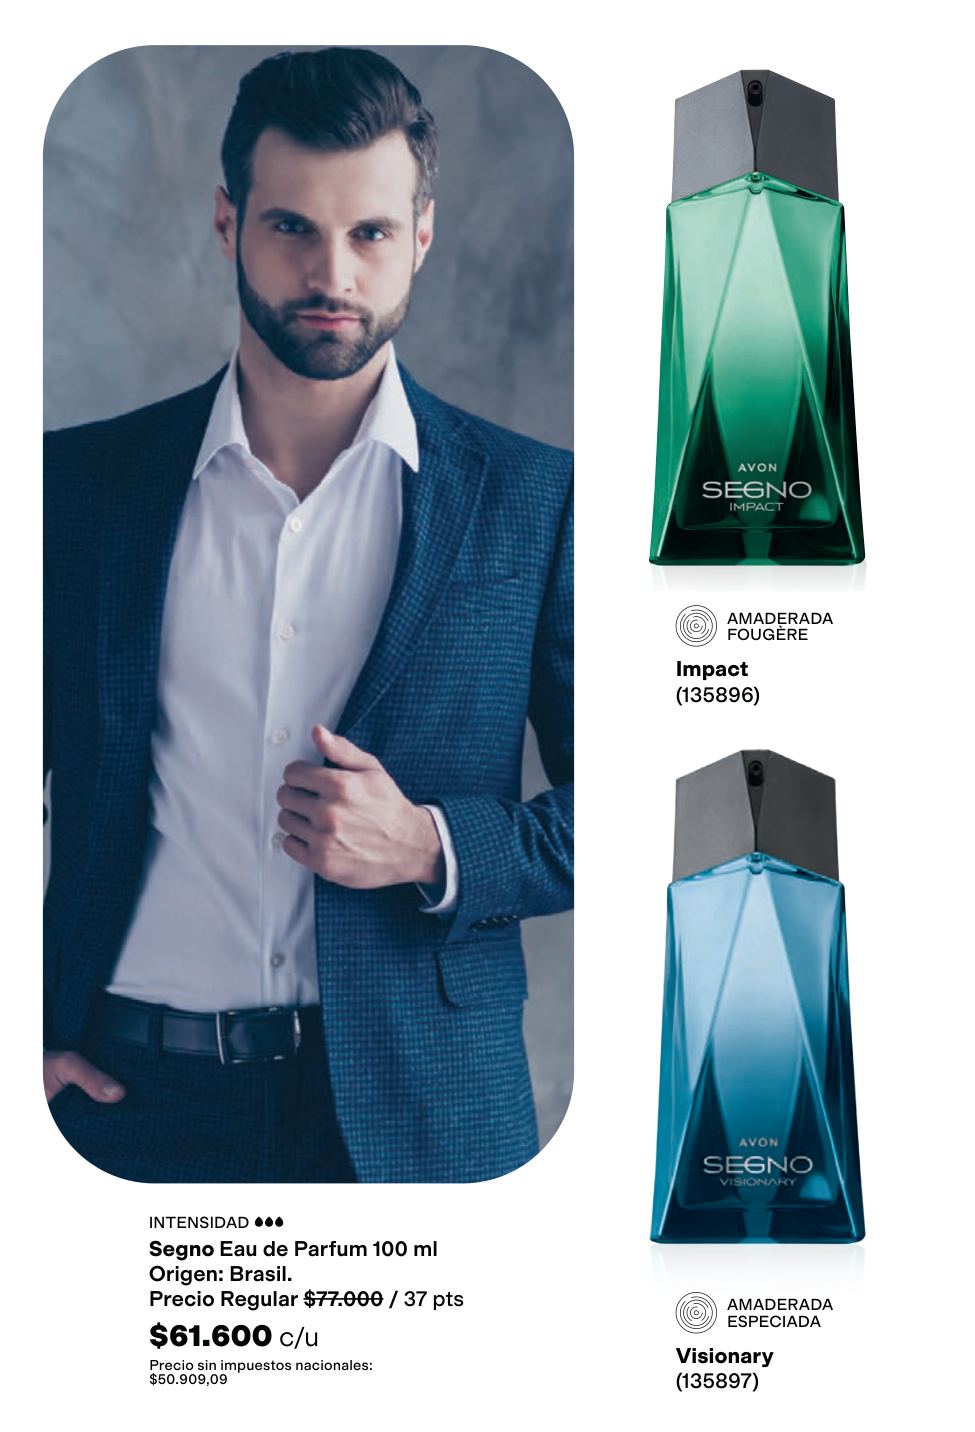 AVON
SEGNO
IMPACT
AMADERADA
FOUGÈRE
Impact
(135896)
AVON
SEGNO
VISIONARY
AMADERADA
ESPECIADA
Visionary
(135897)
INTENSIDAD
Segno Eau de Parfum 100 ml
Origen: Brasil.
Precio Regular $77.000 / 37 pts
$61.600 c/u
Precio sin impuestos nacionales:
$50.909,09